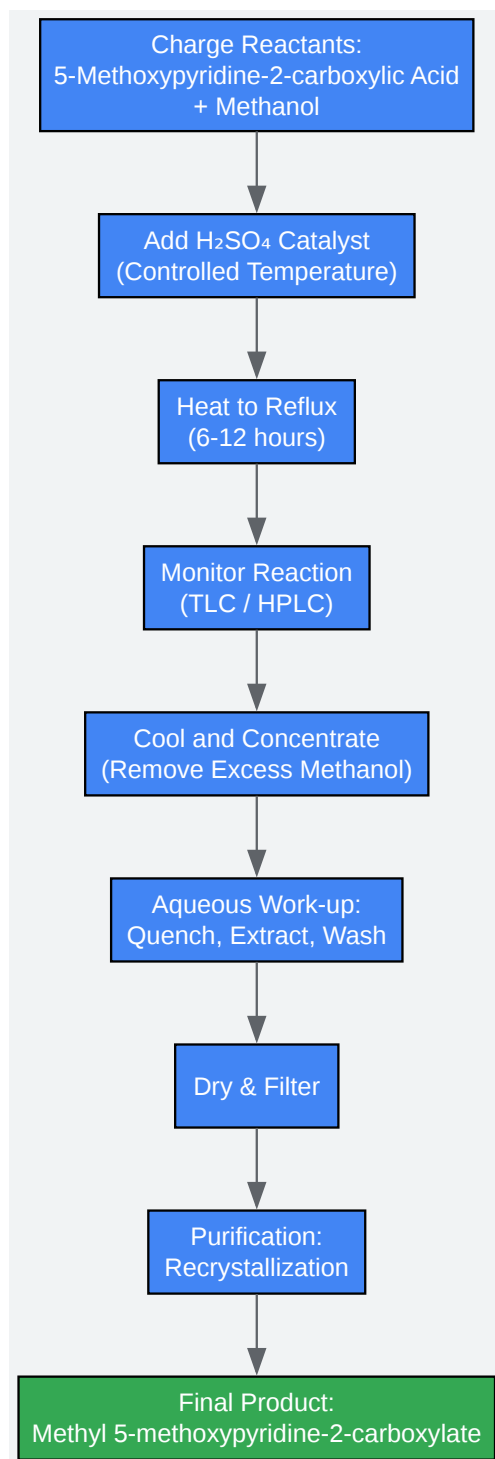 Charge Reactants:
5-Methoxypyridine-2-carboxylic Acid
+ Methanol
Add H₂SO₄ Catalyst
(Controlled Temperature)
Heat to Reflux
(6-12 hours)
Monitor Reaction
(TLC / HPLC)
Cool and Concentrate
(Remove Excess Methanol)
Aqueous Work-up:
Quench, Extract, Wash
Dry & Filter
Purification:
Recrystallization
Final Product:
Methyl 5-methoxypyridine-2-carboxylate